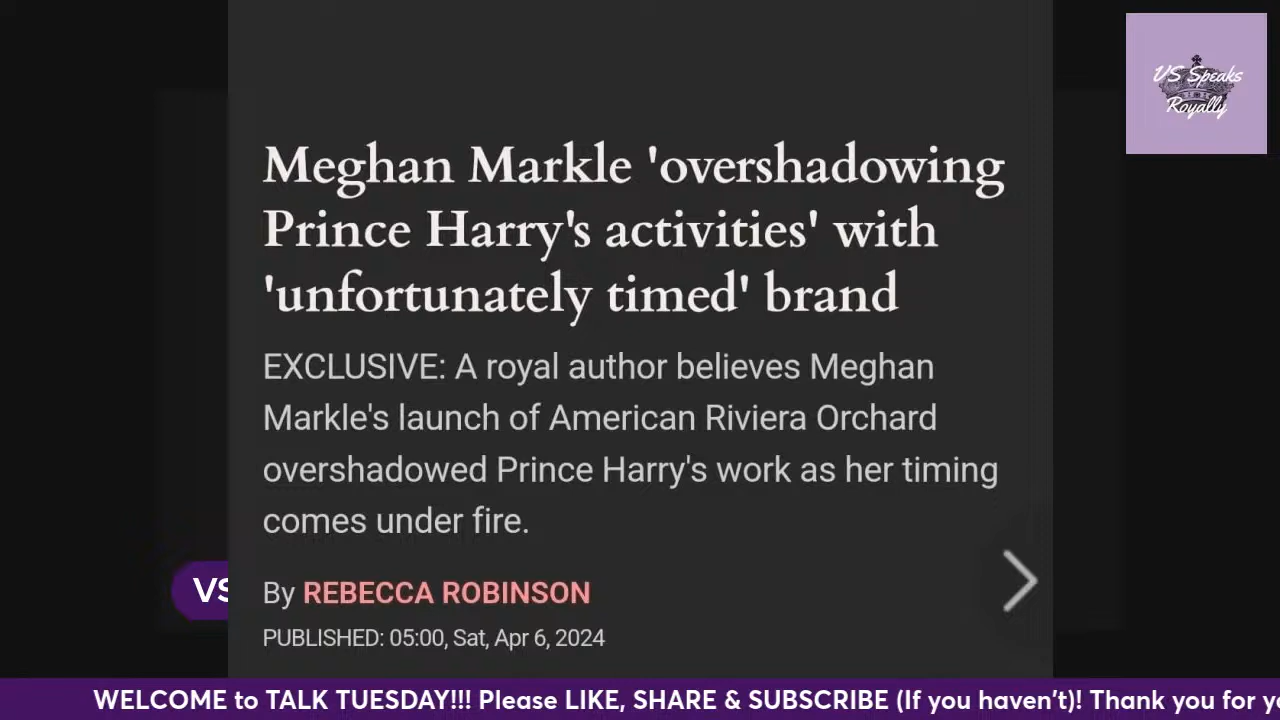 VS Speaks
Royally
Meghan Markle 'overshadowing
Prince Harry's activities' with
'unfortunately timed' brand
EXCLUSIVE: A royal author believes Meghan
Markle's launch of American Riviera Orchard
overshadowed Prince Harry's work as her timing
comes under fire.
By REBECCA ROBINSON
VS
PUBLISHED: 05:00, Sat, Apr 6, 2024
WELCOME to TALK TUESDAY!!! Please LIKE, SHARE & SUBSCRIBE (If you haven't)! Thank you for